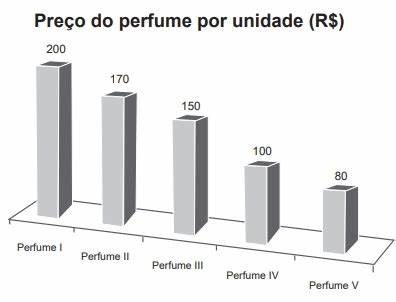 Preço do perfume por unidade (R$)
200
170
150
100
80
Perfume I
Perfume II
Perfume III
Perfume IV
Perfume V